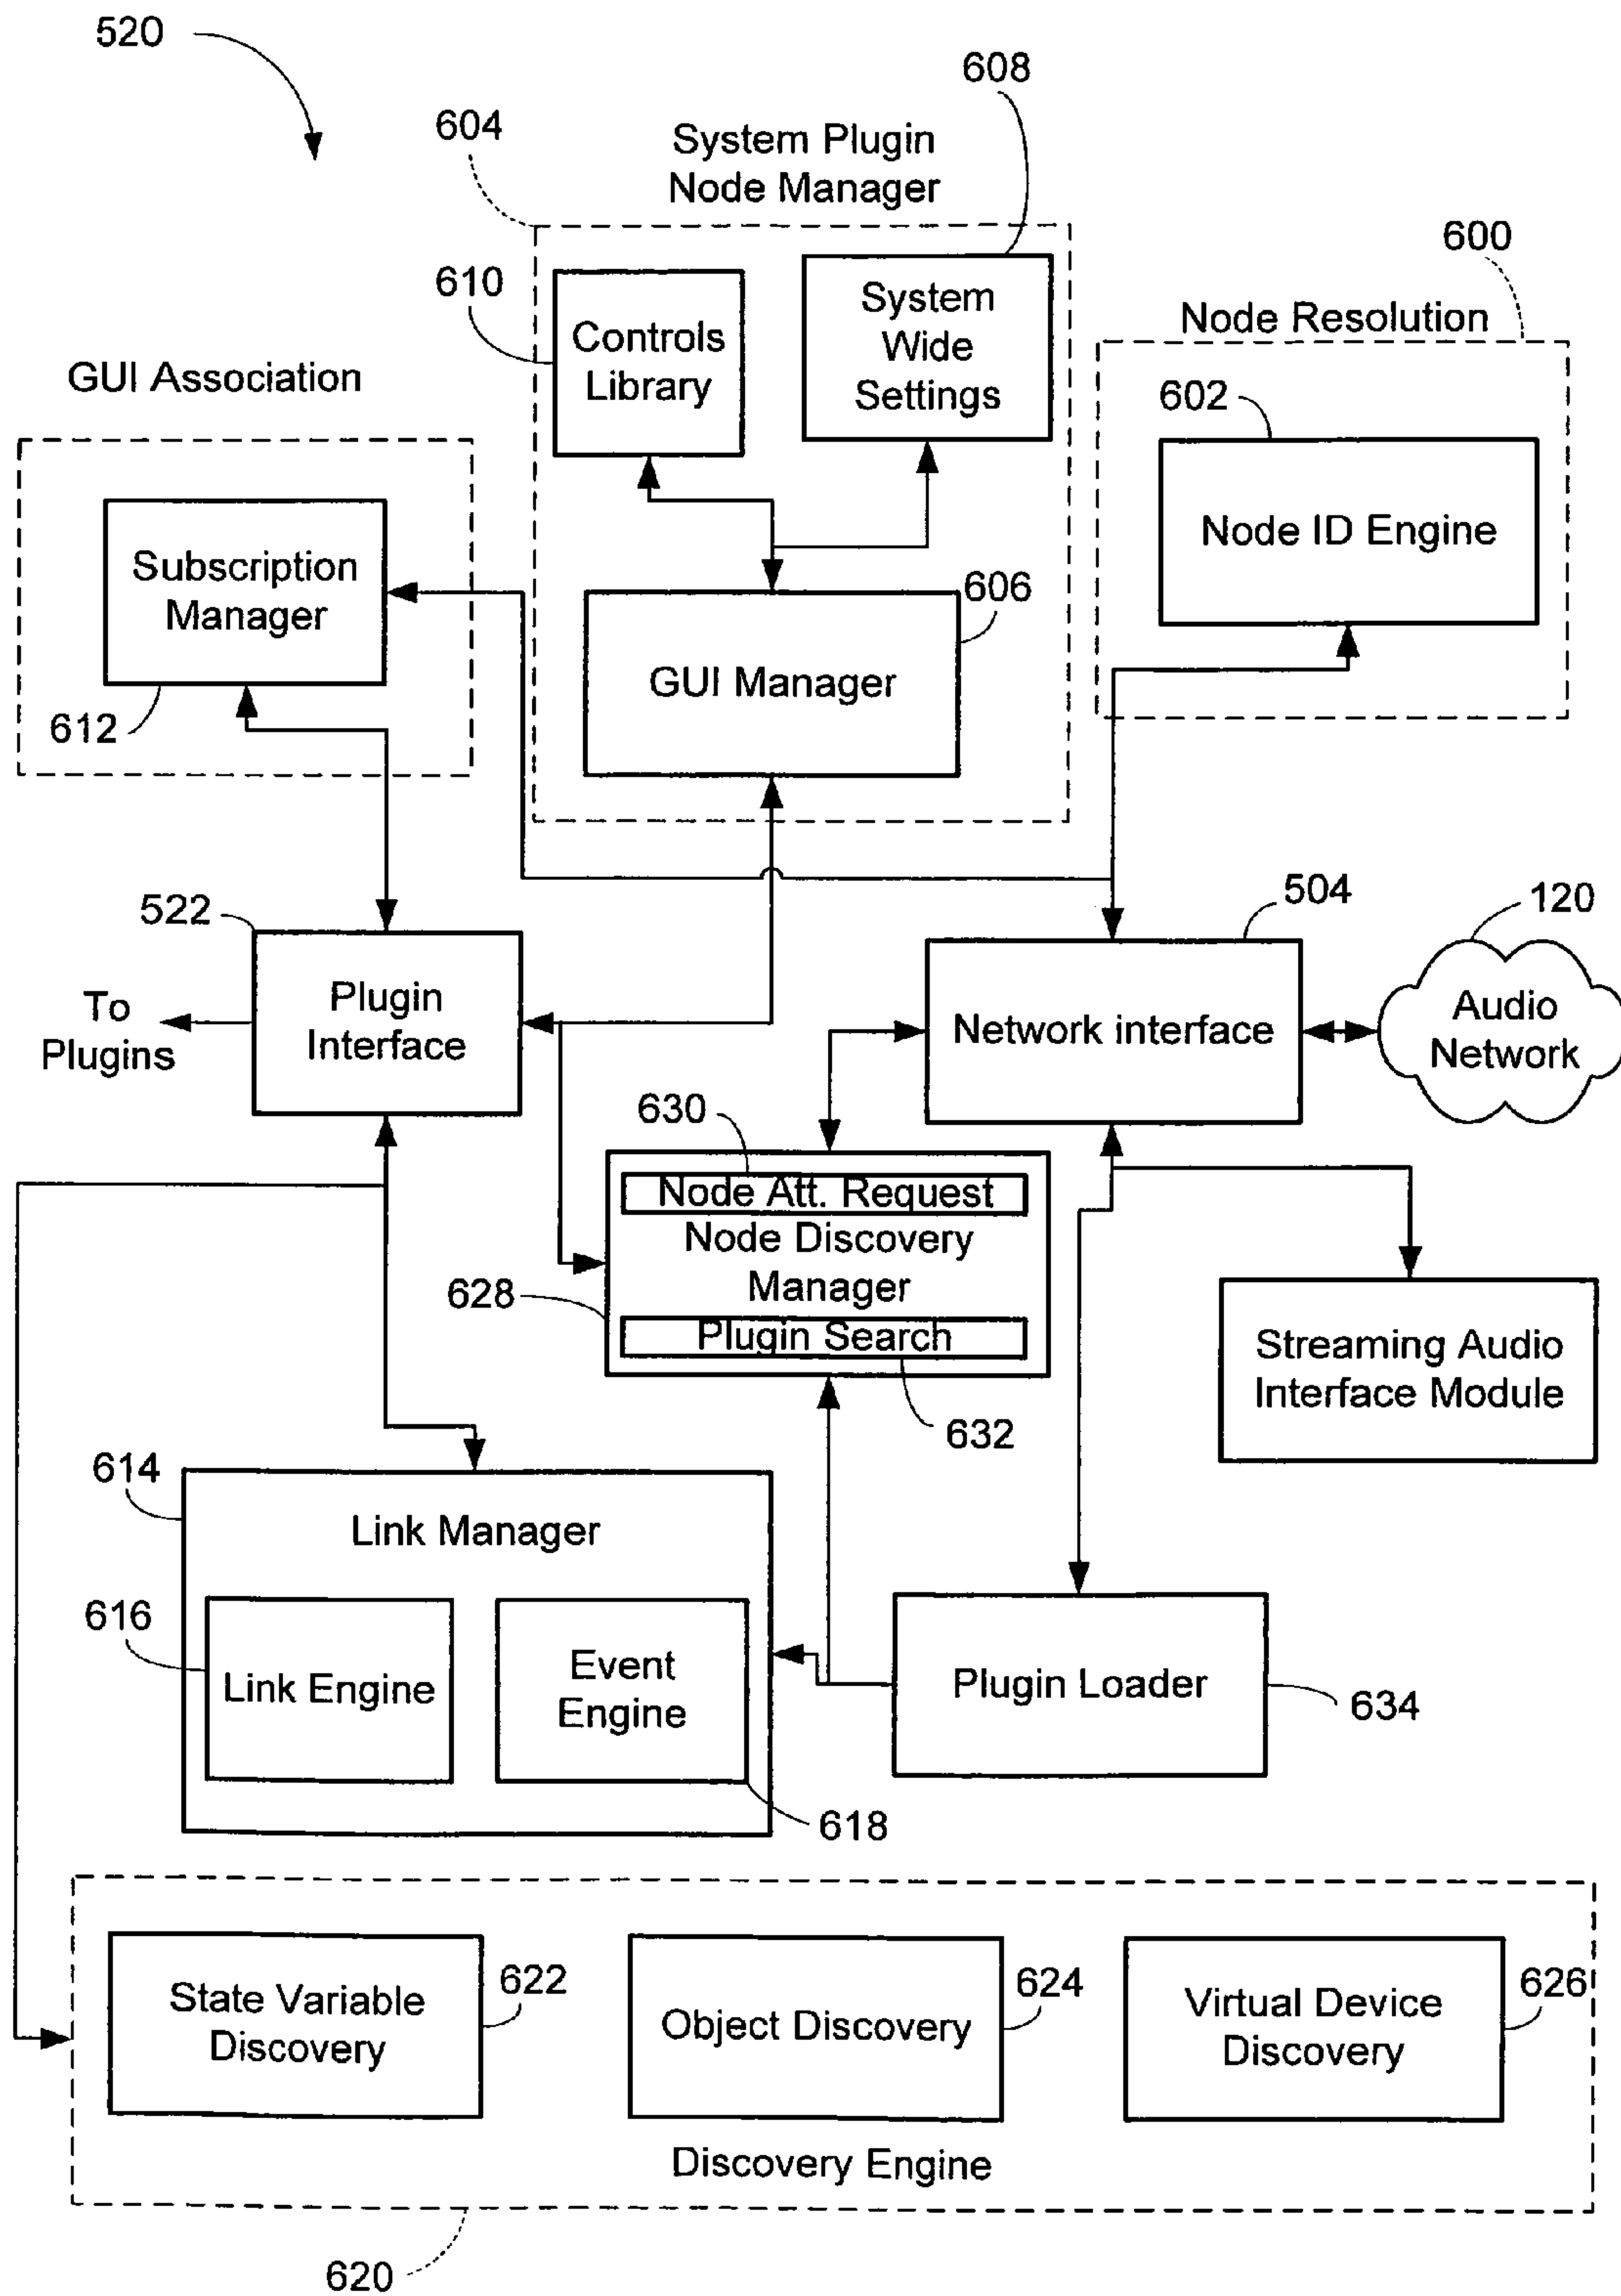 520
608
604
System Plugin
Node Manager
600
610
Controls
Library
System
Wide
Settings
Node Resolution
GUI Association
602
Node ID Engine
Subscription
Manager
606
GUI Manager
612
522
504
120
To
Plugins
Plugin
Interface
Network interface
Audio
Network
630
Node Att. Request
Node Discovery
Manager
628
Plugin Search
632
Streaming Audio
Interface Module
614
Link Manager
616
Link Engine
Event
Engine
618
Plugin Loader
634
State Variable
Discovery
622
Object Discovery
624
Virtual Device
Discovery
626
Discovery Engine
620